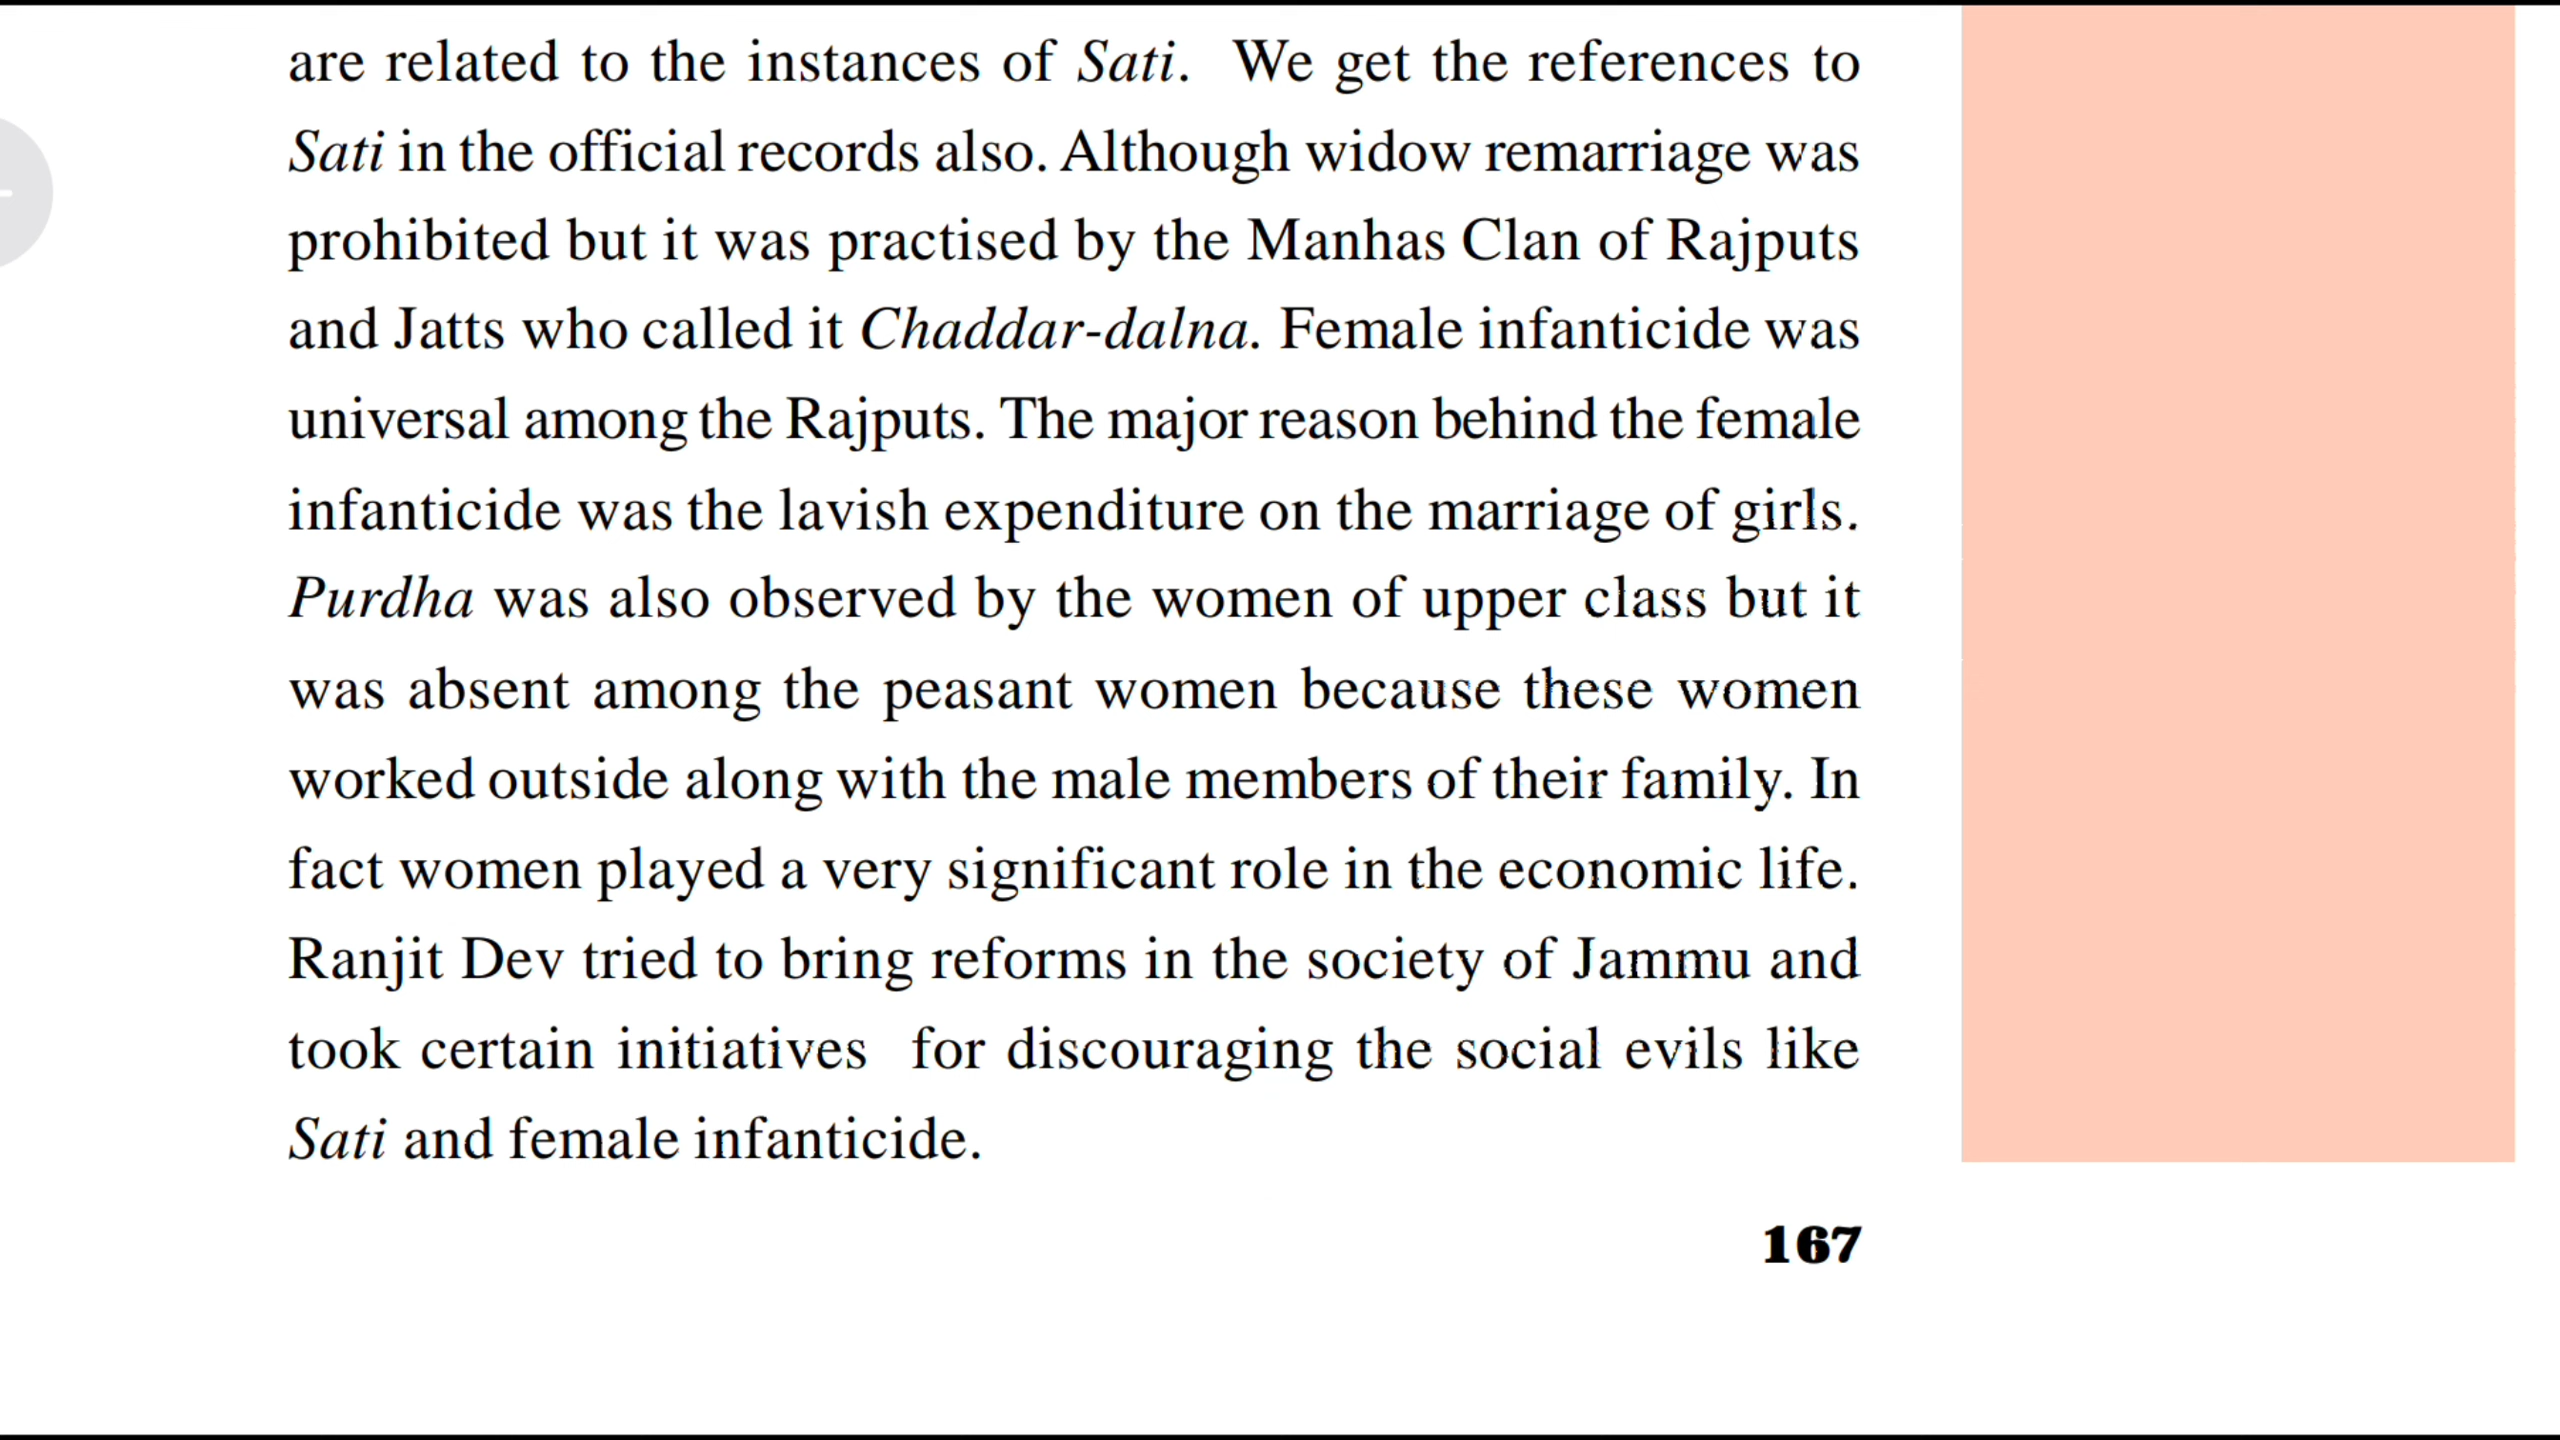 are related to the instances of Sati. We get the references to
Sati in the official records also. Although widow remarriage was
prohibited but it was practised by the Manhas Clan of Rajputs
and Jatts who called it Chaddar-dalna. Female infanticide was
universal among the Rajputs. The major reason behind the female
infanticide was the lavish expenditure on the marriage of girls.
Purdha was also observed by the women of upper class but it
was absent among the peasant women because these women
worked outside along with the male members of their family. In
fact women played a very significant role in the economic life.
Ranjit Dev tried to bring reforms in the society of Jammu and
took certain initiatives for discouraging the social evils like
Sati and female infanticide.
167